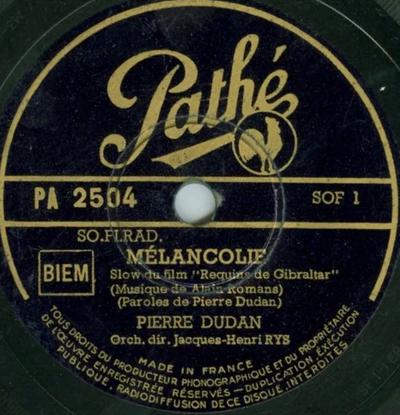 Pathé
PA 2504
SOF 1
SO.FI.RAD.
MÉLANCOLIE
BIEM
Slow du film "Requins de Gibraltar"
(Musique de Alain Romans)
(Paroles de Pierre Dudan)
PIERRE DUDAN
Orch. dir. Jacques-Henri RYS
MADE IN FRANCE
TOUS DROITS DU PRODUCTEUR PHONOGRAPHIQUE ET DU PROPRIÉTAIRE
DE L'ŒUVRE ENREGISTRÉE RÉSERVÉS - DUPLICATION, EXÉCUTION
PUBLIQUE, RADIODIFFUSION DE CE DISQUE INTERDITES